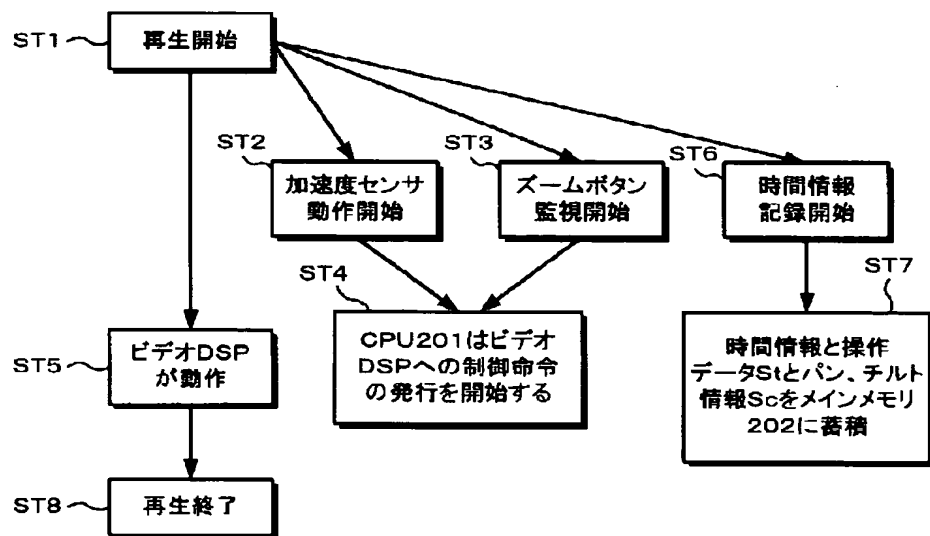 ST1
再生開始
ST2
加速度センサ
動作開始
ST3
ズームボタン
監視開始
ST6
時間情報
記録開始
ST4
CPU201はビデオ
DSPへの制御命令
の発行を開始する
ST7
時間情報と操作
データStとパン、チルト
情報Scをメインメモリ
202に蓄積
ST5
ビデオDSP
が動作
ST8
再生終了